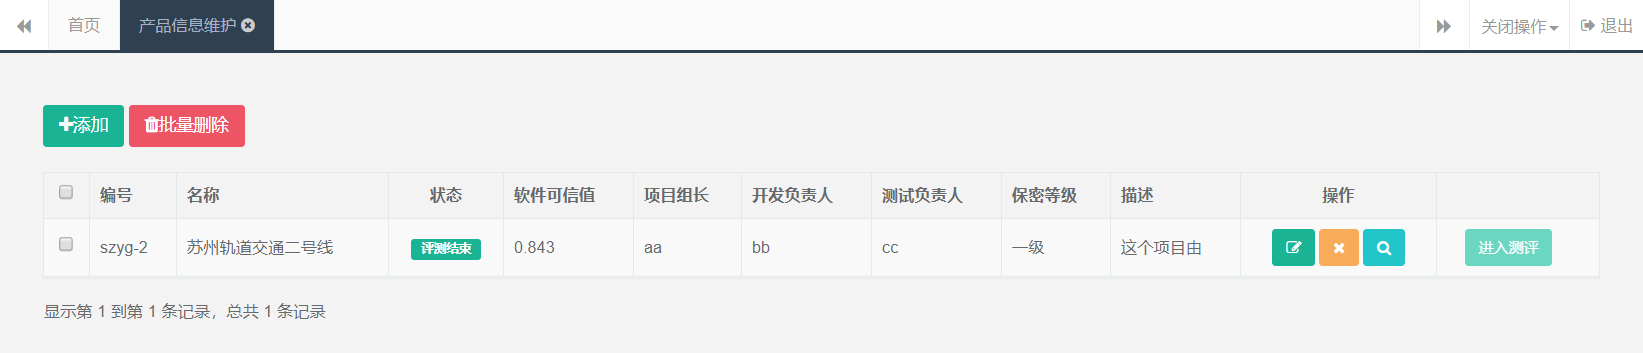 首页 产品信息维护 关闭操作 退出
添加 批量删除
编号 名称 状态 软件可信值 项目组长 开发负责人 测试负责人 保密等级 描述 操作
szyg-2 苏州轨道交通二号线 评测结束 0.843 aa bb cc 一级 这个项目由 进入测评
显示第 1 到第 1 条记录，总共 1 条记录